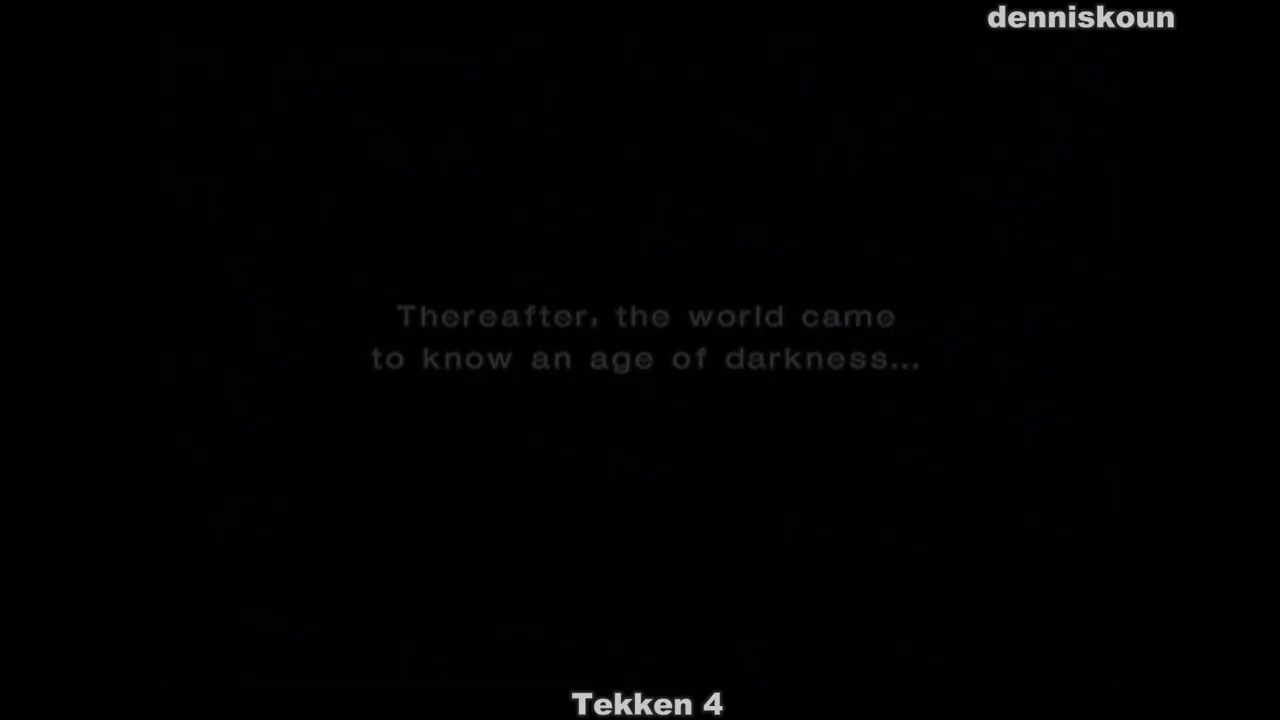 denniskoun
Thereafter, the world came
to know an age of darkness...
Tekken 4